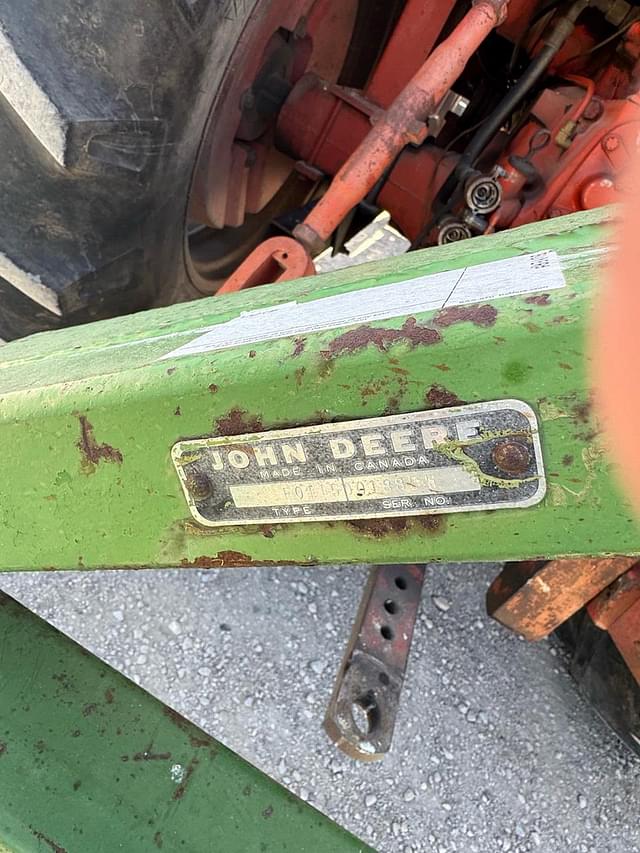 JOHN DEERE
MADE IN CANADA
TYPE SER. NO.